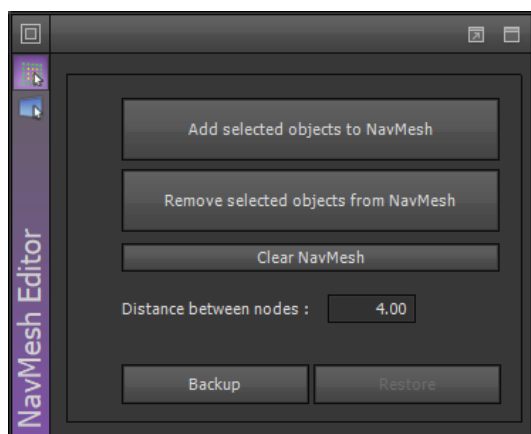 Add selected objects to NavMesh
Remove selected objects from NavMesh
Clear NavMesh
Distance between nodes : 4.00
Backup Restore
NavMesh Editor